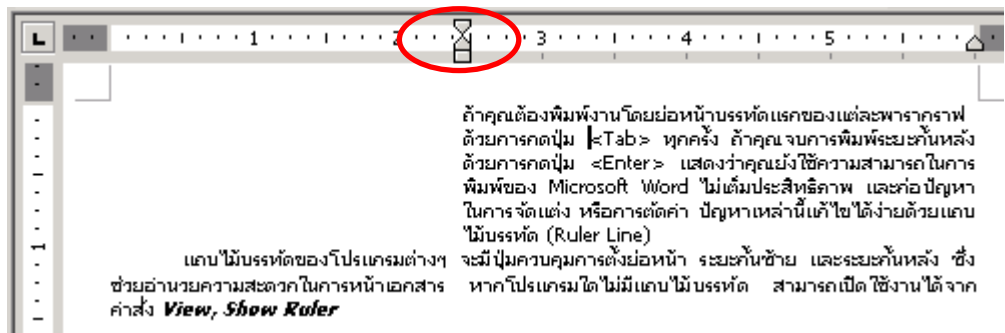 L 1 2 3 4 5
ถ้าคุณต้องพิมพ์งานโดยย่อหน้าบรรทัดแรกของแต่ละพารากราฟ
ด้วยการกดปุ่ม <Tab> ทุกครั้ง ถ้าคุณจบการพิมพ์ระยะกั้นหลัง
ด้วยการกดปุ่ม <Enter> แสดงว่าคุณยังใช้ความสามารถในการ
พิมพ์ของ Microsoft Word ไม่เต็มประสิทธิภาพ และก่อปัญหา
ในการจัดแต่ง หรือการตัดคำ ปัญหาเหล่านี้แก้ไขได้ง่ายด้วยแถบ
ไม้บรรทัด (Ruler Line)
1
แถบไม้บรรทัดของโปรแกรมต่างๆ จะมีปุ่มควบคุมการตั้งย่อหน้า ระยะกั้นซ้าย และระยะกั้นหลัง ซึ่ง
ช่วยอำนวยความสะดวกในการหน้าเอกสาร หากโปรแกรมใดไม่มีแถบไม้บรรทัด สามารถเปิดใช้งานได้จาก
คำสั่ง View, Show Ruler